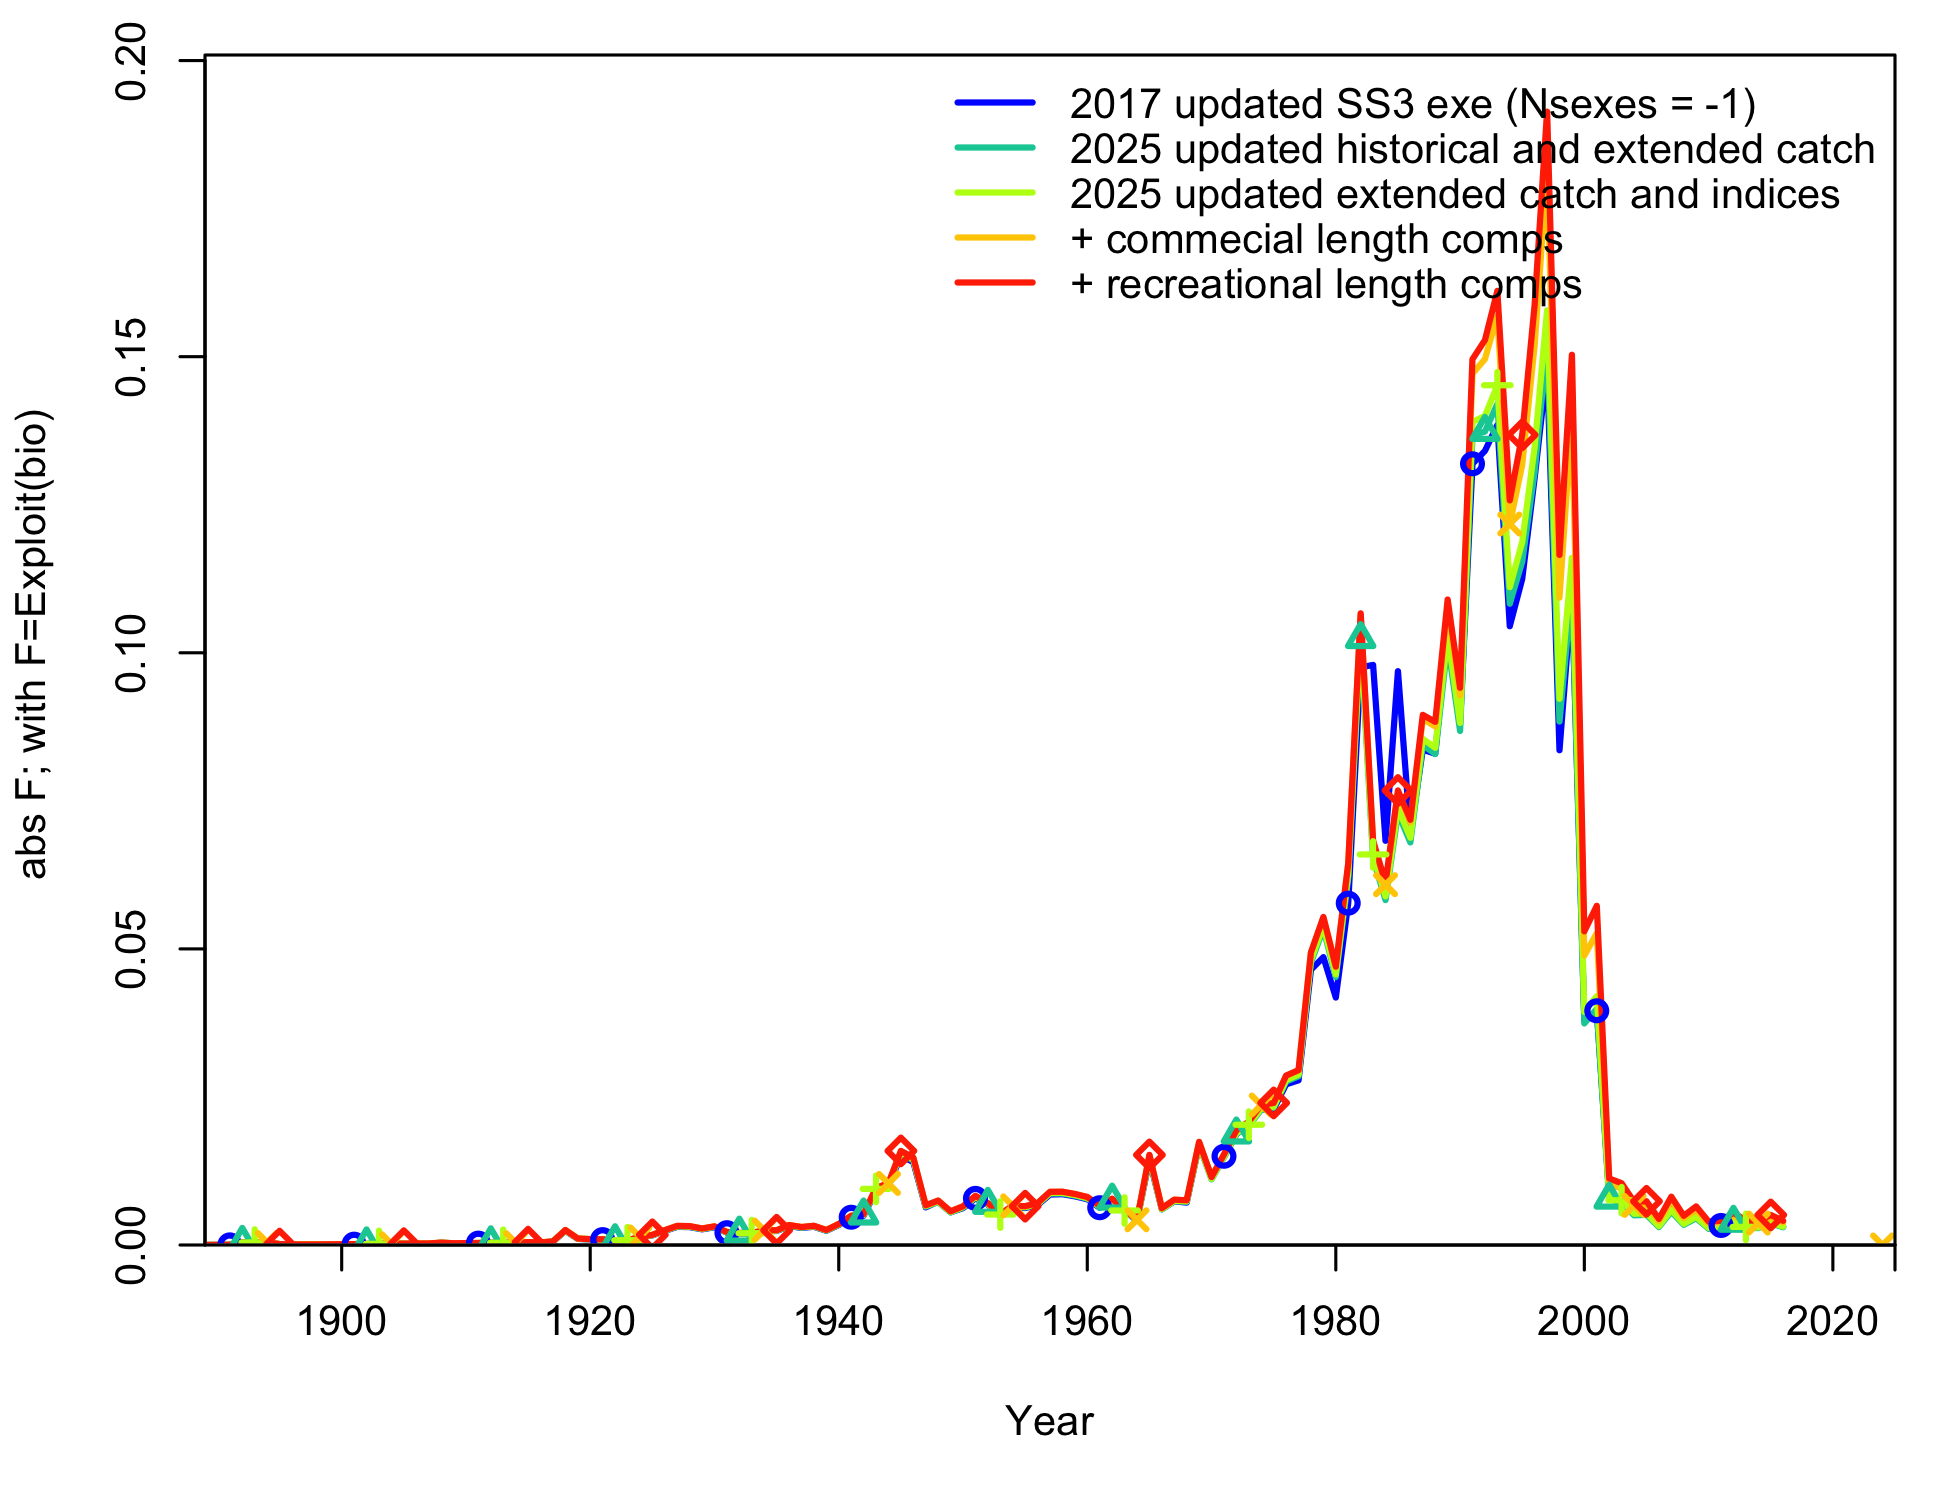 2017 updated SS3 exe (Nsexes = -1)
2025 updated historical and extended catch
2025 updated extended catch and indices
+ commecial length comps
+ recreational length comps
abs F; with F=Exploit(bio)
0.20
0.15
0.10
0.05
0.00
1900 1920 1940 1960 1980 2000 2020
Year